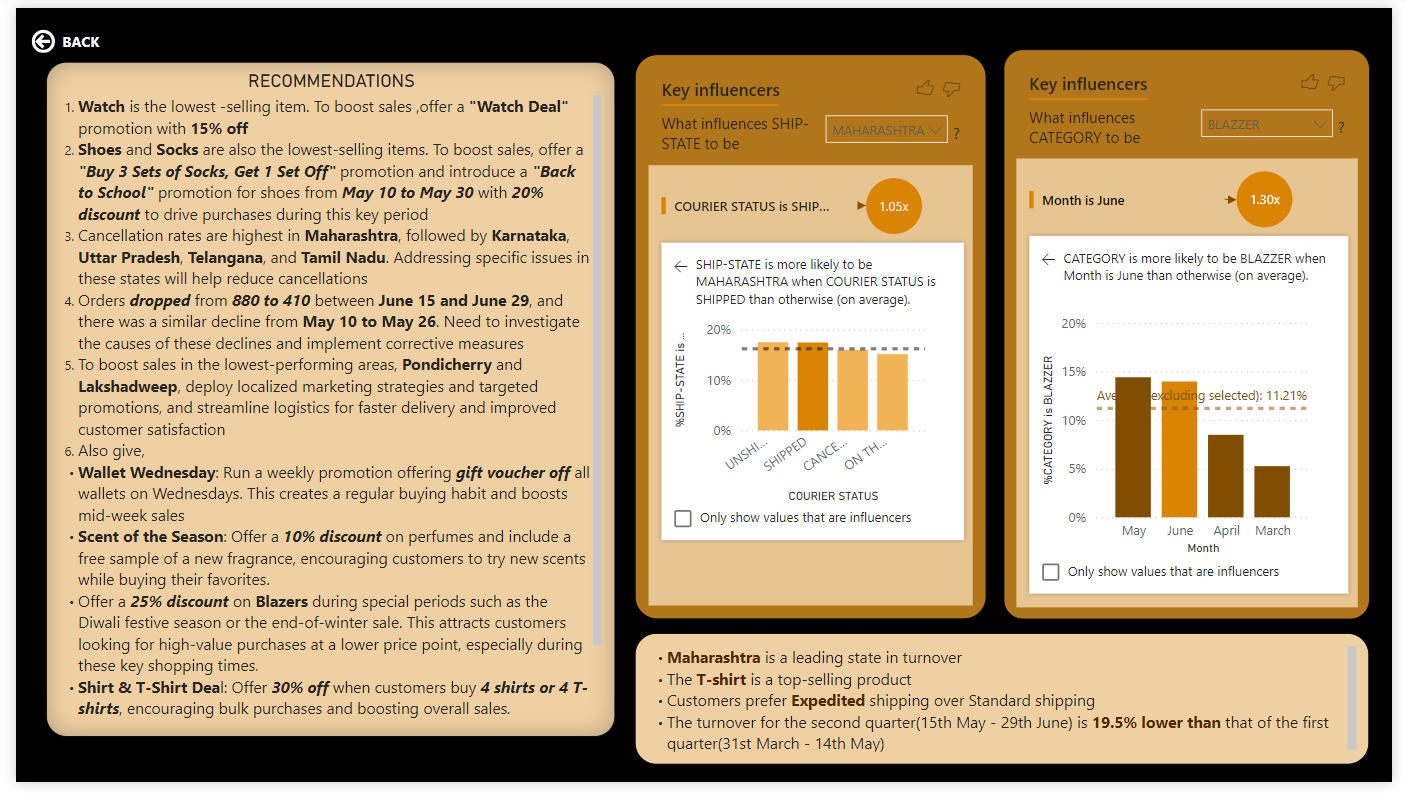 BACK
RECOMMENDATIONS
1. Watch is the lowest -selling item. To boost sales ,offer a "Watch Deal"
promotion with 15% off
2. Shoes and Socks are also the lowest-selling items. To boost sales, offer a
"Buy 3 Sets of Socks, Get 1 Set Off" promotion and introduce a "Back
to School" promotion for shoes from May 10 to May 30 with 20%
discount to drive purchases during this key period
3. Cancellation rates are highest in Maharashtra, followed by Karnataka,
Uttar Pradesh, Telangana, and Tamil Nadu. Addressing specific issues in
these states will help reduce cancellations
4. Orders dropped from 880 to 410 between June 15 and June 29, and
there was a similar decline from May 10 to May 26. Need to investigate
the causes of these declines and implement corrective measures
5. To boost sales in the lowest-performing areas, Pondicherry and
Lakshadweep, deploy localized marketing strategies and targeted
promotions, and streamline logistics for faster delivery and improved
customer satisfaction
6. Also give,
• Wallet Wednesday: Run a weekly promotion offering gift voucher off all
wallets on Wednesdays. This creates a regular buying habit and boosts
mid-week sales
• Scent of the Season: Offer a 10% discount on perfumes and include a
free sample of a new fragrance, encouraging customers to try new scents
while buying their favorites.
• Offer a 25% discount on Blazers during special periods such as the
Diwali festive season or the end-of-winter sale. This attracts customers
looking for high-value purchases at a lower price point, especially during
these key shopping times.
• Shirt & T-Shirt Deal: Offer 30% off when customers buy 4 shirts or 4 T-
shirts, encouraging bulk purchases and boosting overall sales.
Key influencers
What influences SHIP-
STATE to be
MAHARASHTRA
?
COURIER STATUS is SHIP...
1.05x
SHIP-STATE is more likely to be
MAHARASHTRA when COURIER STATUS is
SHIPPED than otherwise (on average).
%SHIP-STATE is ...
20%
10%
0%
UNSHI...
SHIPPED
CANCE...
ON TH...
COURIER STATUS
Only show values that are influencers
Key influencers
What influences
CATEGORY to be
BLAZZER
?
Month is June
1.30x
CATEGORY is more likely to be BLAZZER when
Month is June than otherwise (on average).
%CATEGORY is BLAZZER
20%
15%
10%
5%
0%
Ave excluding selected): 11.21%
May
June
April
March
Month
Only show values that are influencers
• Maharashtra is a leading state in turnover
• The T-shirt is a top-selling product
• Customers prefer Expedited shipping over Standard shipping
• The turnover for the second quarter(15th May - 29th June) is 19.5% lower than that of the first
quarter(31st March - 14th May)